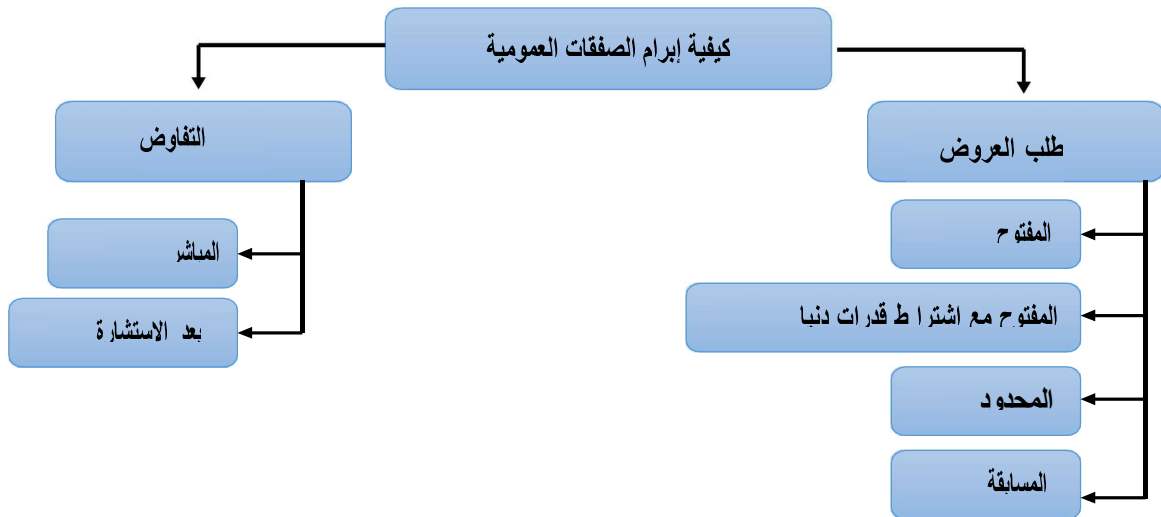 كيفية إبرام الصفقات العمومية
طلب العروض
المفتوح
المفتوح مع اشتراط قدرات دنيا
المحدود
المسابقة
التفاوض
المباشر
بعد الاستشارة